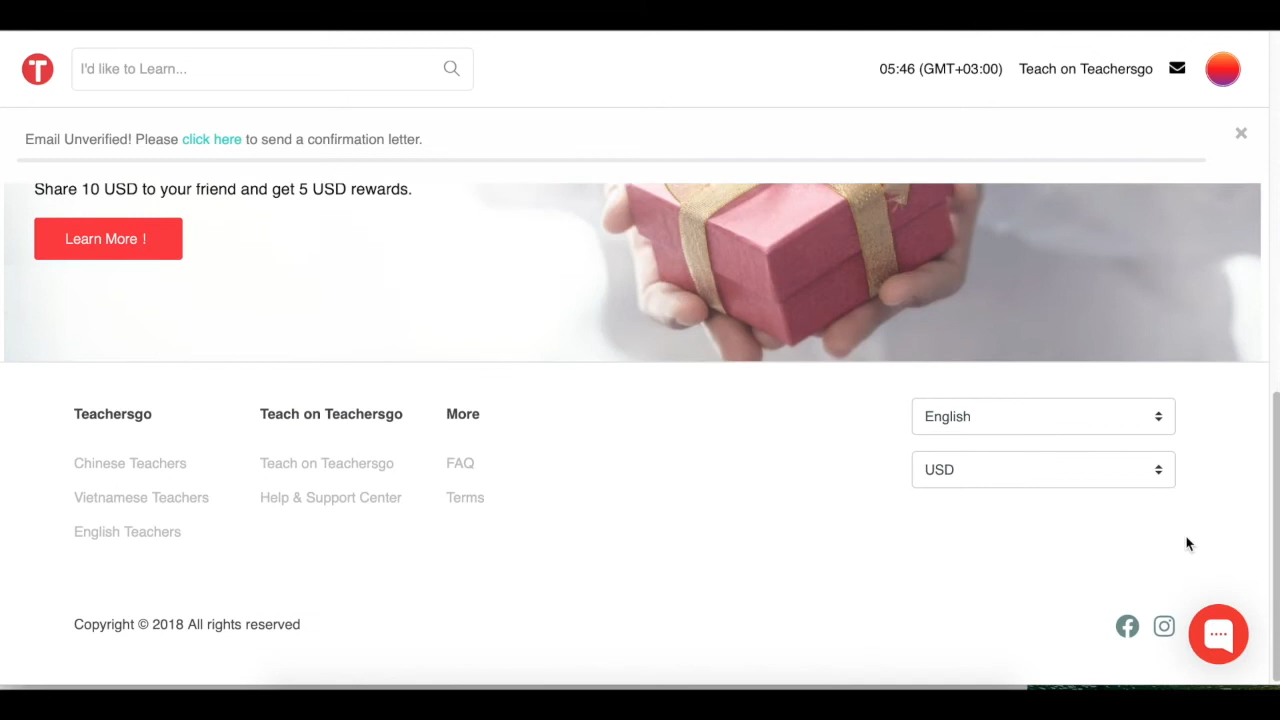 T
I'd like to Learn...
05:46 (GMT+03:00) Teach on Teachersgo
Email Unverified! Please click here to send a confirmation letter.
×
Share 10 USD to your friend and get 5 USD rewards.
Learn More !
Teachersgo
Chinese Teachers
Vietnamese Teachers
English Teachers
Teach on Teachersgo
Teach on Teachersgo
Help & Support Center
More
FAQ
Terms
English
USD
Copyright © 2018 All rights reserved